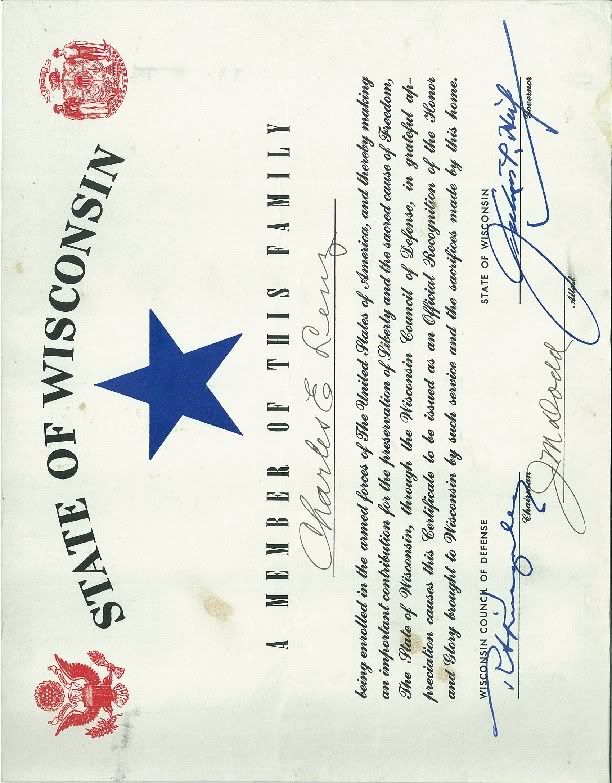 STATE OF WISCONSIN
A MEMBER OF THIS FAMILY
Charles E Lenz
being enrolled in the armed forces of The United States of America, and thereby making
an important contribution for the preservation of Liberty and the sacred cause of Freedom,
The State of Wisconsin, through the Wisconsin Council of Defense, in grateful ap-
preciation causes this Certificate to be issued as an Official Recognition of the Honor
and Glory brought to Wisconsin by such service and the sacrifices made by this home.
WISCONSIN COUNCIL OF DEFENSE
STATE OF WISCONSIN
Chairman
Governor
Attest